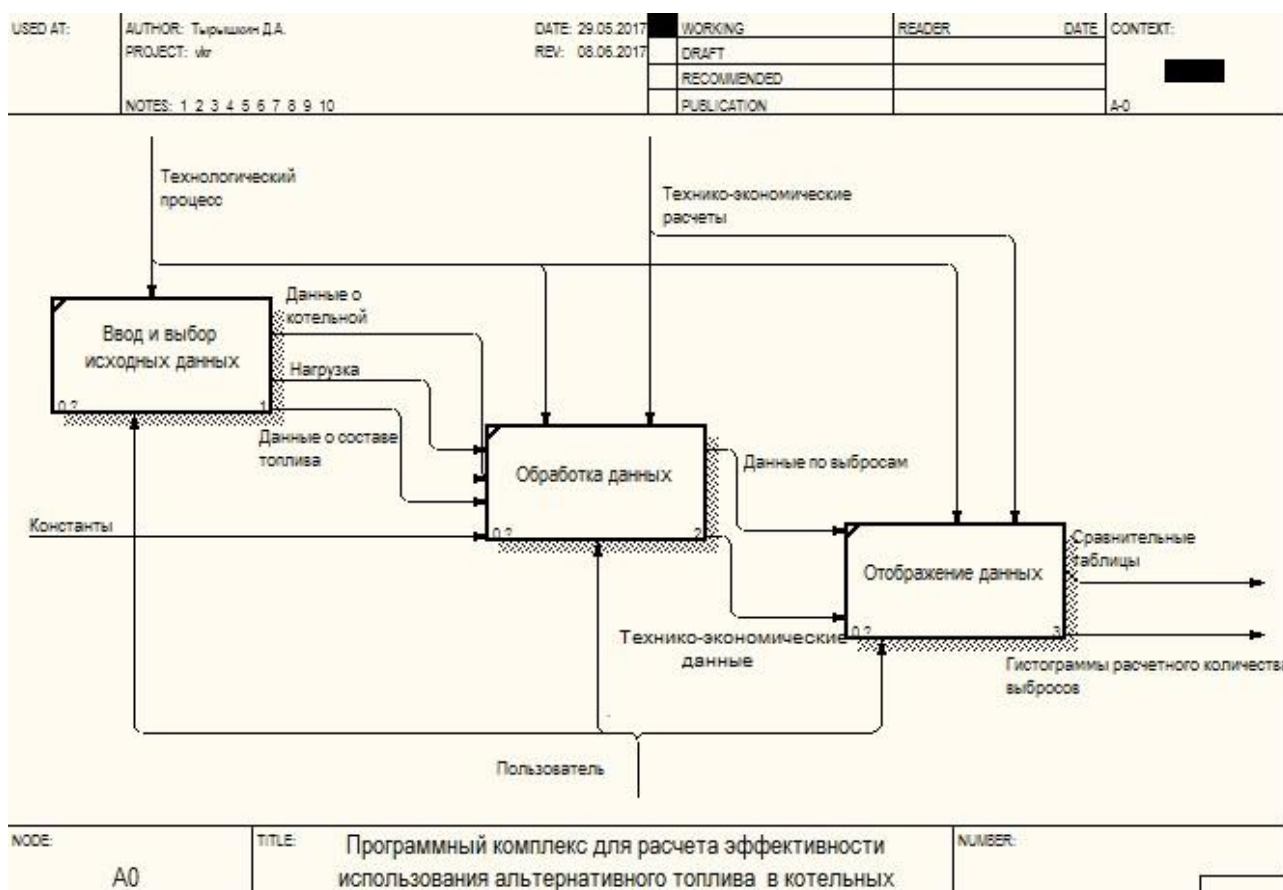 USED AT:
AUTHOR: Тырышкин Д.А.
DATE: 29.05.2017
WORKING
READER
DATE
CONTEXT:
PROJECT: vkr
REV: 08.06.2017
DRAFT
RECOMMENDED
NOTES: 1 2 3 4 5 6 7 8 9 10
PUBLICATION
A-0
Технологический
процесс
Технико-экономические
расчеты
Данные о
котельной
Ввод и выбор
исходных данных
0 ?
1
Нагрузка
Данные о составе
топлива
Обработка данных
0 ?
2
Данные по выбросам
Константы
Отображение данных
0 ?
3
Сравнительные
таблицы
Технико-экономические
данные
Гистограммы расчетного количества
выбросов
Пользователь
NODE:
A0
TITLE:
Программный комплекс для расчета эффективности
использования альтернативного топлива в котельных
NUMBER: